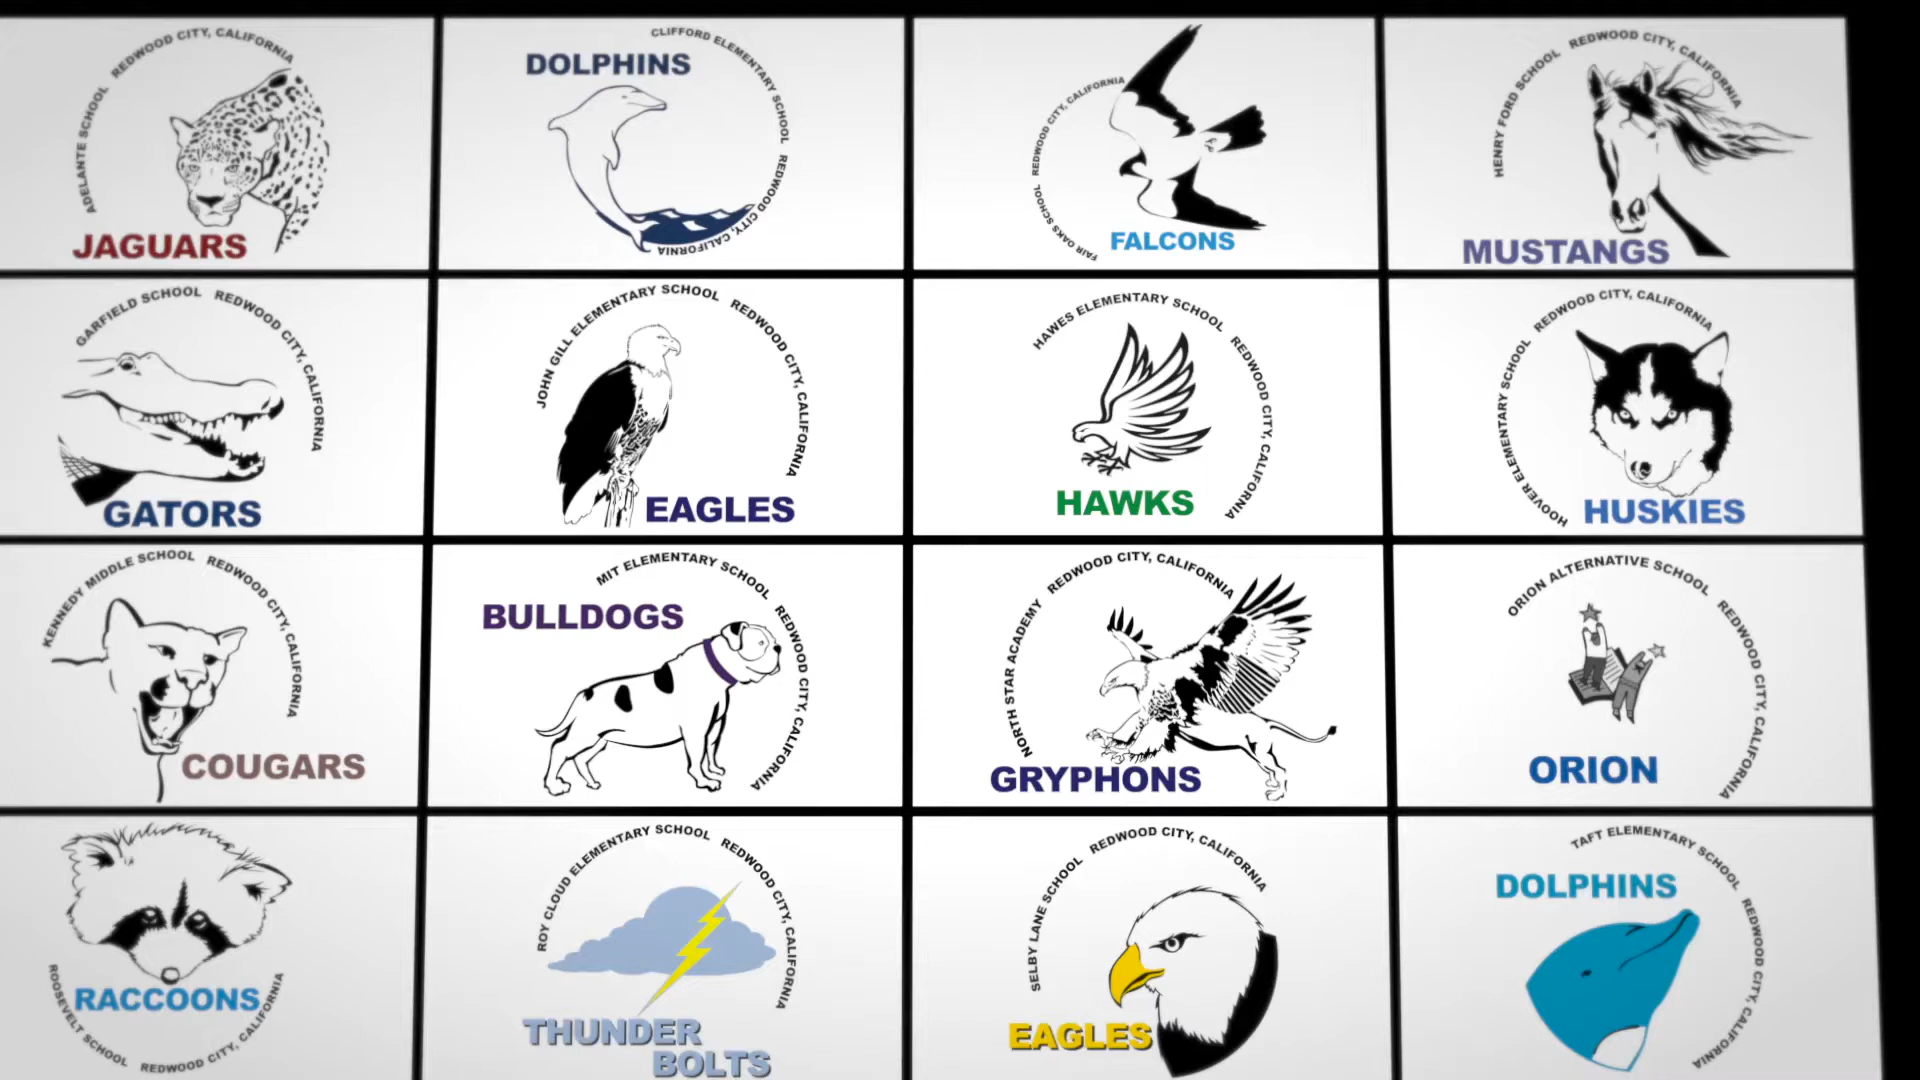 ADELANTE SCHOOL REDWOOD CITY, CALIFORNIA
JAGUARS
DOLPHINS
CLIFFORD ELEMENTARY SCHOOL REDWOOD CITY, CALIFORNIA
FAIR OAKS SCHOOL REDWOOD CITY, CALIFORNIA
FALCONS
HENRY FORD SCHOOL REDWOOD CITY, CALIFORNIA
MUSTANGS
GARFIELD SCHOOL REDWOOD CITY, CALIFORNIA
GATORS
JOHN GILL ELEMENTARY SCHOOL REDWOOD CITY, CALIFORNIA
EAGLES
HAWES ELEMENTARY SCHOOL REDWOOD CITY, CALIFORNIA
HAWKS
HOOVER ELEMENTARY SCHOOL REDWOOD CITY, CALIFORNIA
HUSKIES
KENNEDY MIDDLE SCHOOL REDWOOD CITY, CALIFORNIA
COUGARS
MIT ELEMENTARY SCHOOL REDWOOD CITY, CALIFORNIA
BULLDOGS
NORTH STAR ACADEMY REDWOOD CITY, CALIFORNIA
GRYPHONS
ORION ALTERNATIVE SCHOOL REDWOOD CITY, CALIFORNIA
ORION
RACCOONS
ROOSEVELT SCHOOL REDWOOD CITY, CALIFORNIA
ROY CLOUD ELEMENTARY SCHOOL REDWOOD CITY, CALIFORNIA
THUNDER
BOLTS
SELBY LANE SCHOOL REDWOOD CITY, CALIFORNIA
EAGLES
TAFT ELEMENTARY SCHOOL REDWOOD CITY, CALIFORNIA
DOLPHINS